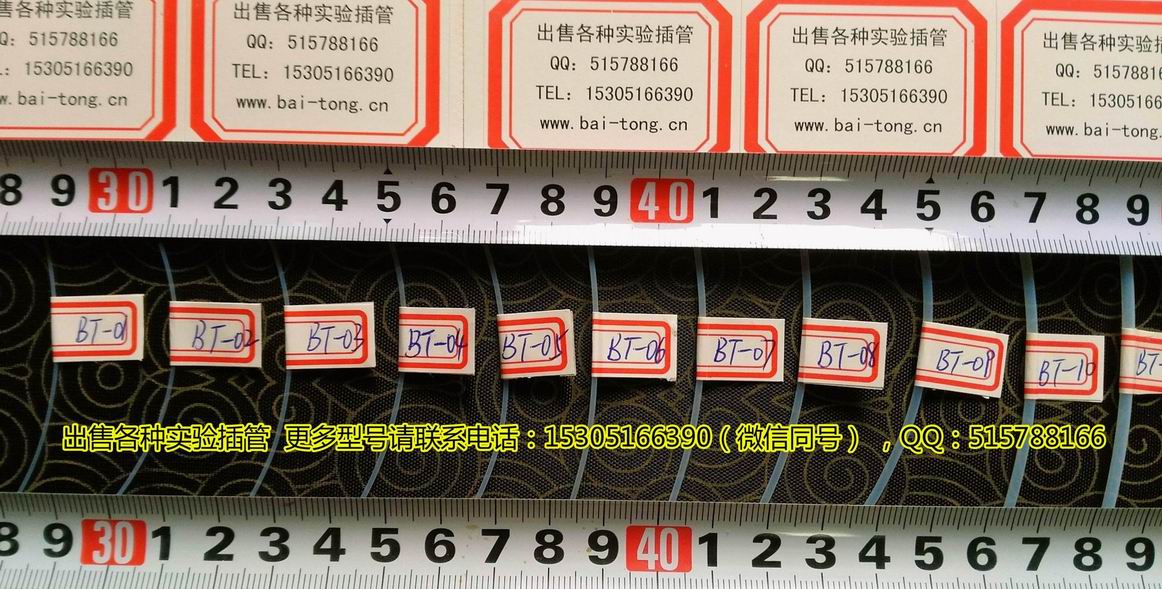 Q: 515788166
: 15305166390
w.bai-tong.cn
出售各种实验插管
QQ: 515788166
TEL: 15305166390
www.bai-tong.cn
出售各种实验插管
QQ: 515788166
TEL: 15305166390
www.bai-tong.cn
出售各种实验插管
QQ: 515788166
TEL: 15305166390
www.bai-tong.cn
出售各种实验
QQ: 5157881
TEL: 153051
www.bai-to
8 9 30 1 2 3 4 5 6 7 8 9 40 1 2 3 4 5 6 7 8 9
BT-01 BT-02 BT-03 BT-04 BT-05 BT-06 BT-07 BT-08 BT-09 BT-10 BT-
出售各种实验插管 更多型号请联系电话：15305166390（微信同号），QQ：515788166
8 9 30 1 2 3 4 5 6 7 8 9 40 1 2 3 4 5 6 7 8 9